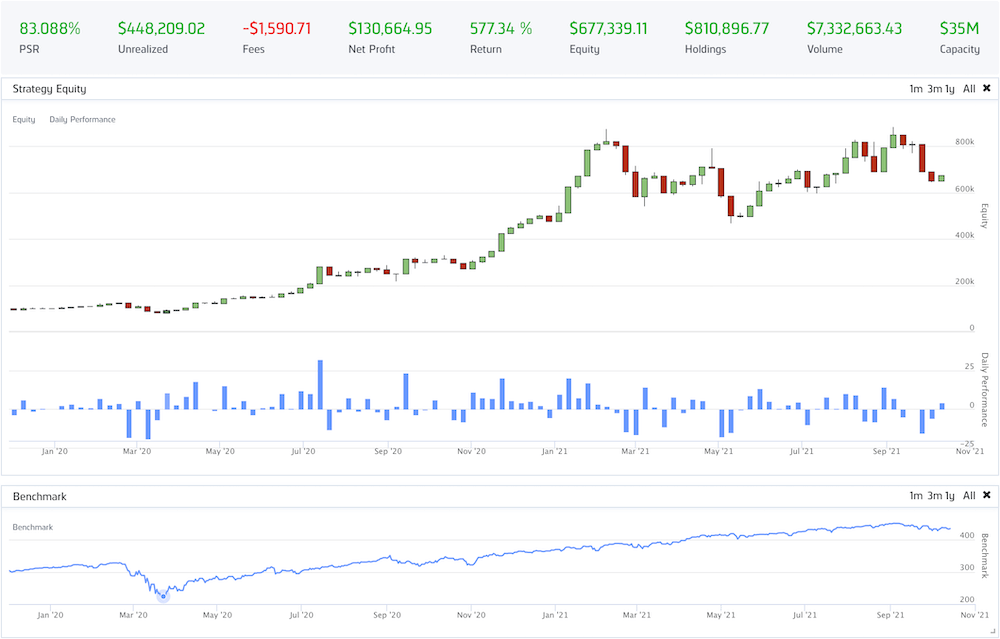 83.088% $448,209.02 -$1,590.71 $130,664.95 577.34 % $677,339.11 $810,896.77 $7,332,663.43 $35M
PSR Unrealized Fees Net Profit Return Equity Holdings Volume Capacity
Strategy Equity 1m 3m 1y All ✖
Equity Daily Performance
800k
600k
Equity
400k
200k
0
Daily Performance
25
0
-25
Jan '20 Mar '20 May '20 Jul '20 Sep '20 Nov '20 Jan '21 Mar '21 May '21 Jul '21 Sep '21 Nov '21
Benchmark 1m 3m 1y All ✖
Benchmark
Benchmark
400
300
200
Jan '20 Mar '20 May '20 Jul '20 Sep '20 Nov '20 Jan '21 Mar '21 May '21 Jul '21 Sep '21 Nov '21